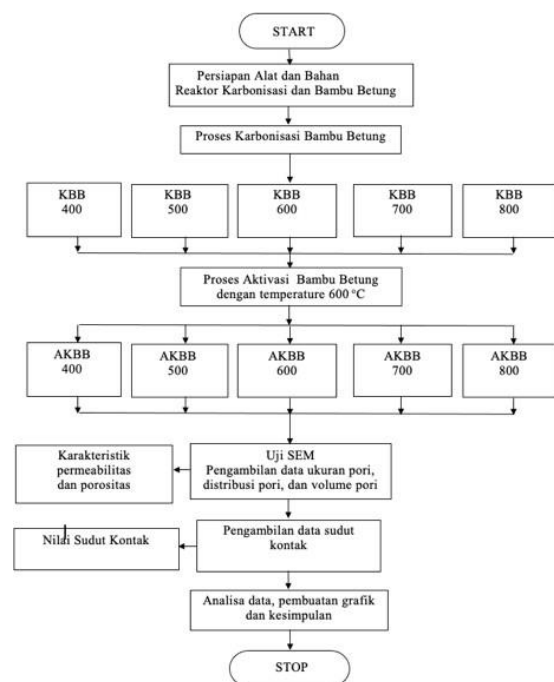 START
Persiapan Alat dan Bahan
Reaktor Karbonisasi dan Bambu Betung
Proses Karbonisasi Bambu Betung
KBB
400
KBB
500
KBB
600
KBB
700
KBB
800
Proses Aktivasi Bambu Betung
dengan temperature 600 °C
AKBB
400
AKBB
500
AKBB
600
AKBB
700
AKBB
800
Karakteristik
permeabilitas
dan porositas
Uji SEM
Pengambilan data ukuran pori,
distribusi pori, dan volume pori
Nilai Sudut Kontak
Pengambilan data sudut
kontak
Analisa data, pembuatan grafik
dan kesimpulan
STOP